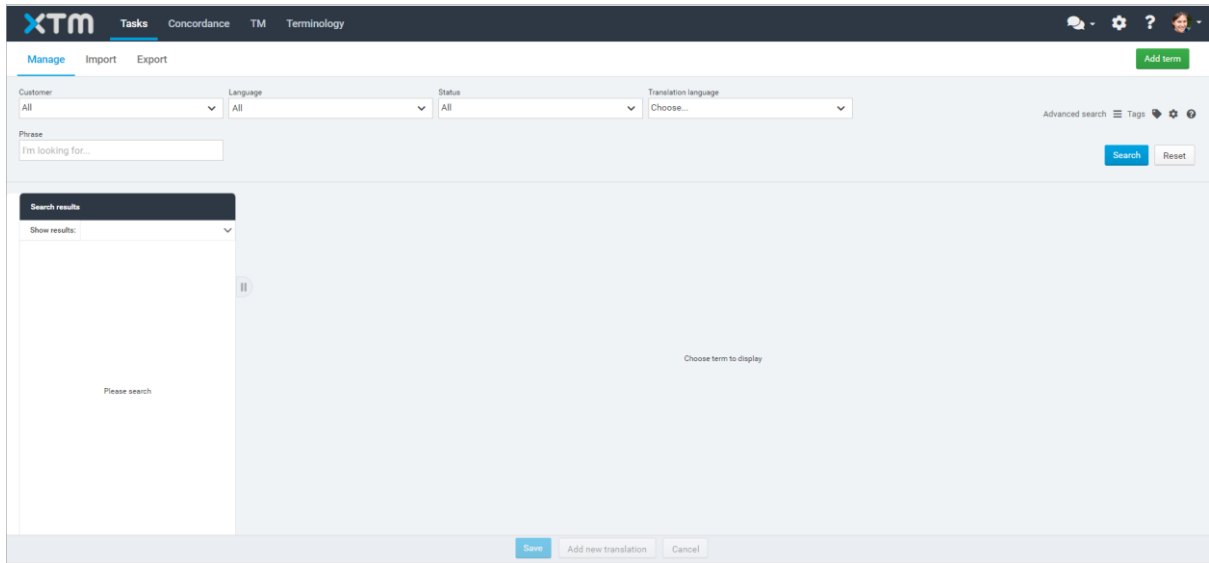 XTM Tasks Concordance TM Terminology ?
Manage Import Export Add term
Customer Language Status Translation language
All All All Choose...
Advanced search Tags ?
Phrase
I'm looking for...
Search Reset
Search results
Show results:
Choose term to display
Please search
Save Add new translation Cancel